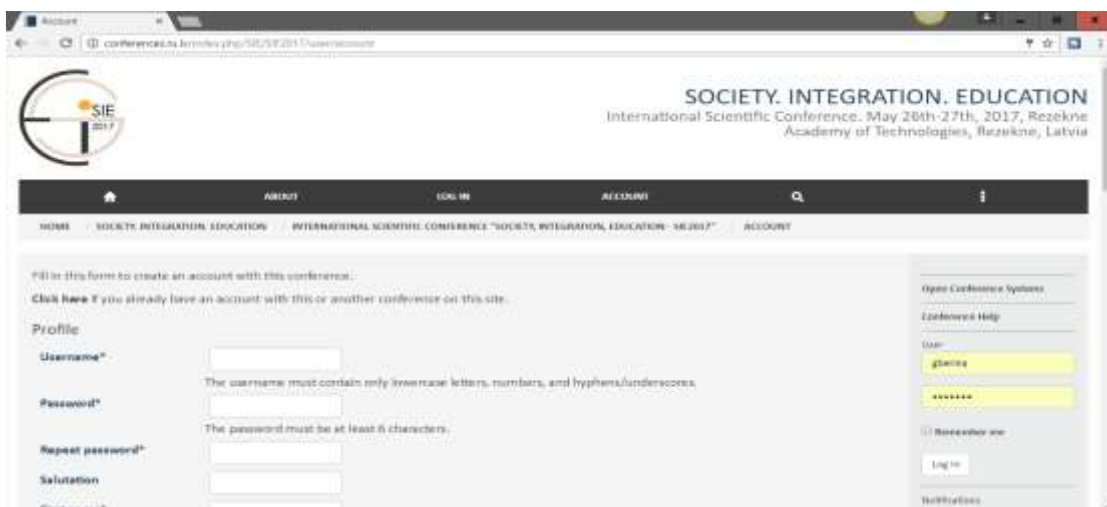 Account
conferences.ru.lv/index.php/SIE/SIE2017/user/account
SIE
2017
SOCIETY. INTEGRATION. EDUCATION
International Scientific Conference. May 26th-27th, 2017, Rezekne
Academy of Technologies, Rezekne, Latvia
ABOUT LOG IN ACCOUNT
HOME SOCIETY. INTEGRATION. EDUCATION INTERNATIONAL SCIENTIFIC CONFERENCE "SOCIETY, INTEGRATION, EDUCATION - SIE2017" ACCOUNT
Fill in this form to create an account with this conference.
Click here if you already have an account with this or another conference on this site.
Profile
Username*
The username must contain only lowercase letters, numbers, and hyphens/underscores.
Password*
The password must be at least 6 characters.
Repeat password*
Salutation
Open Conference Systems
Conference Help
User
Remember me
Log In
Notifications